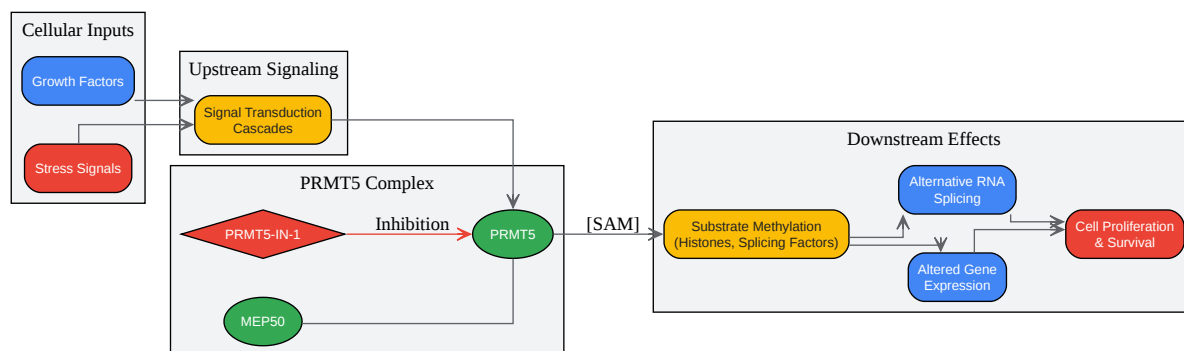 Cellular Inputs
Growth Factors
Stress Signals
Upstream Signaling
Signal Transduction
Cascades
PRMT5 Complex
PRMT5-IN-1
Inhibition
PRMT5
MEP50
[SAM]
Downstream Effects
Substrate Methylation
(Histones, Splicing Factors)
Alternative RNA
Splicing
Altered Gene
Expression
Cell Proliferation
& Survival